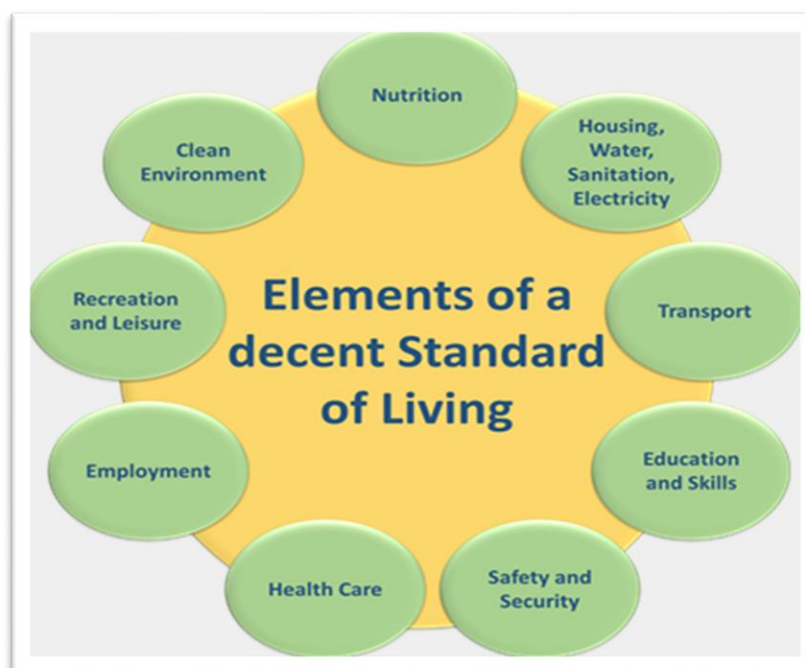 Nutrition
Housing,
Water,
Sanitation,
Electricity
Transport
Education
and Skills
Safety and
Security
Health Care
Employment
Recreation
and Leisure
Clean
Environment
Elements of a
decent Standard
of Living